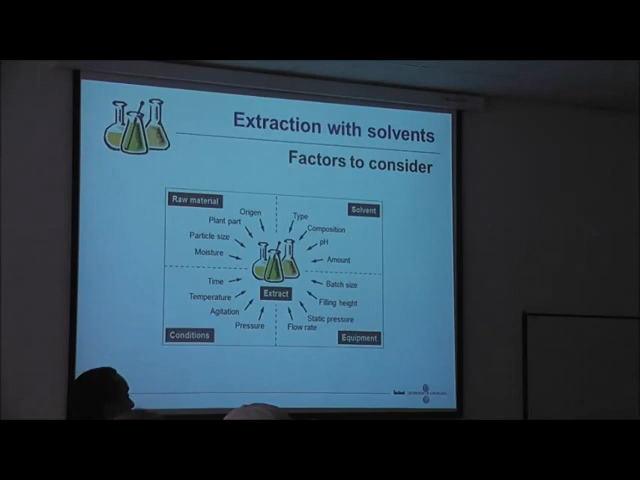 Extraction with solvents
Factors to consider
Raw material
Origen
Plant part
Particle size
Moisture
Solvent
Type
Composition
pH
Amount
Extract
Time
Temperature
Agitation
Pressure
Conditions
Batch size
Filling height
Static pressure
Flow rate
Equipment